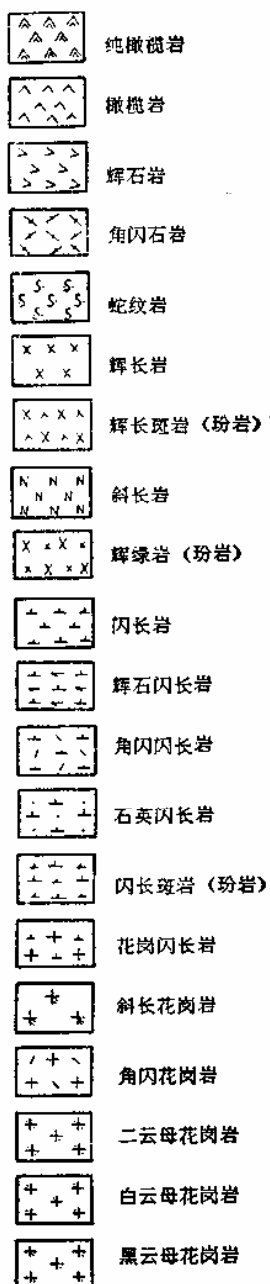 纯橄榄岩
橄榄岩
辉石岩
角闪石岩
蛇纹岩
辉长岩
辉长斑岩（玢岩）
斜长岩
辉绿岩（玢岩）
闪长岩
辉石闪长岩
角闪闪长岩
石英闪长岩
闪长斑岩（玢岩）
花岗闪长岩
斜长花岗岩
角闪花岗岩
二云母花岗岩
白云母花岗岩
黑云母花岗岩